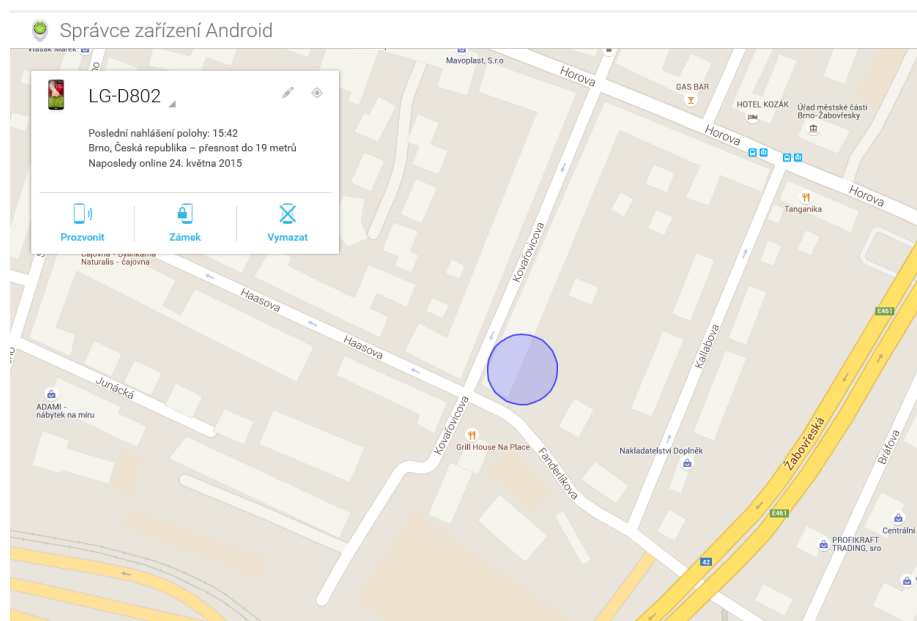 Správce zařízení Android
Mavoplast, S.r.o
Horova
GAS BAR
HOTEL KOZÁK
Úřad městské části
Brno-Žabovřesky
Horova
Tanganika
Horova
LG-D802
Poslední nahlášení polohy: 15:42
Brno, Česká republika – přesnost do 19 metrů
Naposledy online 24. května 2015
Prozvonit
Zámek
Vymazat
Naturalis - čajovna
Kovařovicova
Haasova
Haasova
E461
Kallabova
Junácká
ADAMI -
nábytek na míru
Kovařovicova
Grill House Na Place
Fanderlíkova
Nakladatelství Doplněk
Žabovřeská
Bráfova
E461
Centrální
PROFIKRAFT
TRADING, sro
42